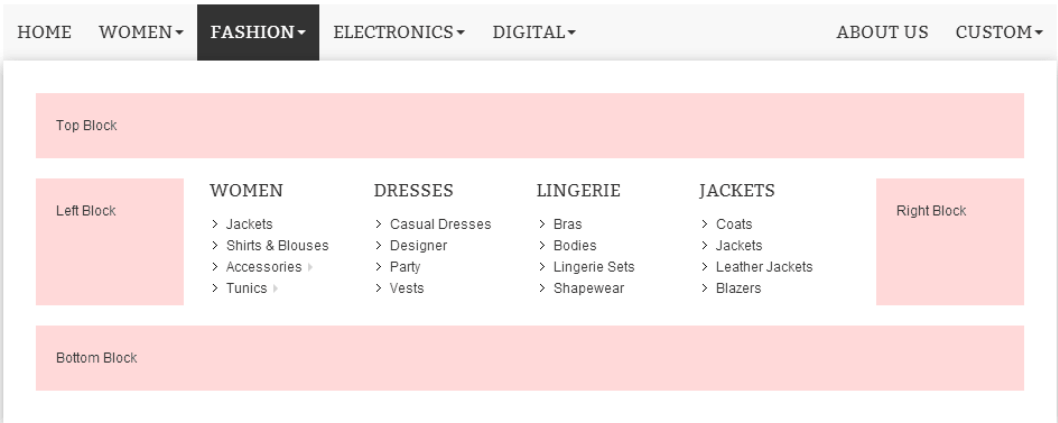 HOME WOMEN FASHION ELECTRONICS DIGITAL ABOUT US CUSTOM
Top Block
Left Block
WOMEN
> Jackets
> Shirts & Blouses
> Accessories
> Tunics
DRESSES
> Casual Dresses
> Designer
> Party
> Vests
LINGERIE
> Bras
> Bodies
> Lingerie Sets
> Shapewear
JACKETS
> Coats
> Jackets
> Leather Jackets
> Blazers
Right Block
Bottom Block